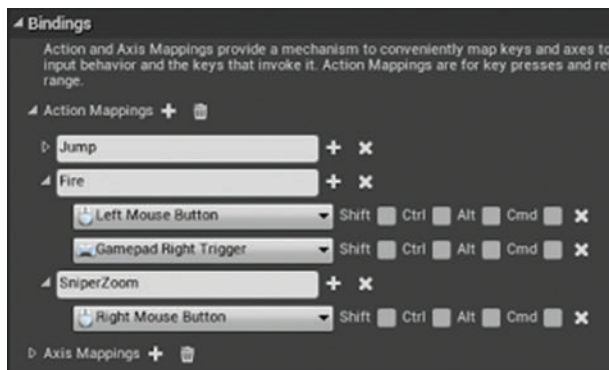 Bindings
Action and Axis Mappings provide a mechanism to conveniently map keys and axes to
input behavior and the keys that invoke it. Action Mappings are for key presses and rel
range.
Action Mappings
Jump
Fire
Left Mouse Button Shift Ctrl Alt Cmd
Gamepad Right Trigger Shift Ctrl Alt Cmd
SniperZoom
Right Mouse Button Shift Ctrl Alt Cmd
Axis Mappings